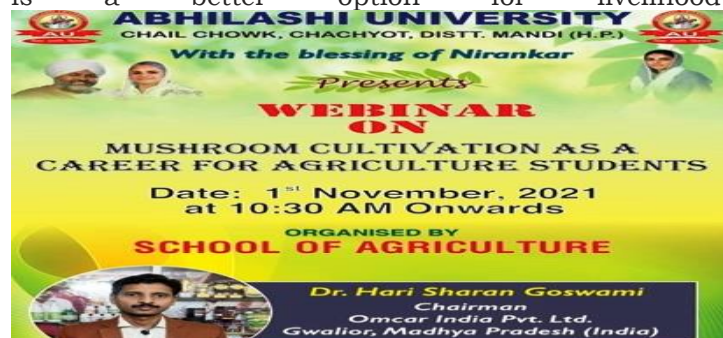 is a better option for livelihood
ABHILASHI UNIVERSITY
CHAIL CHOWK, CHACHYOT, DISTT. MANDI (H.P.)
With the blessing of Nirankar
Presents
WEBINAR
ON
MUSHROOM CULTIVATION AS A
CAREER FOR AGRICULTURE STUDENTS
Date: 1st November, 2021
at 10:30 AM Onwards
ORGANISED BY
SCHOOL OF AGRICULTURE
Dr. Hari Sharan Goswami
Chairman
Omcar India Pvt. Ltd.
Gwalior, Madhya Pradesh (India)
AU
AU